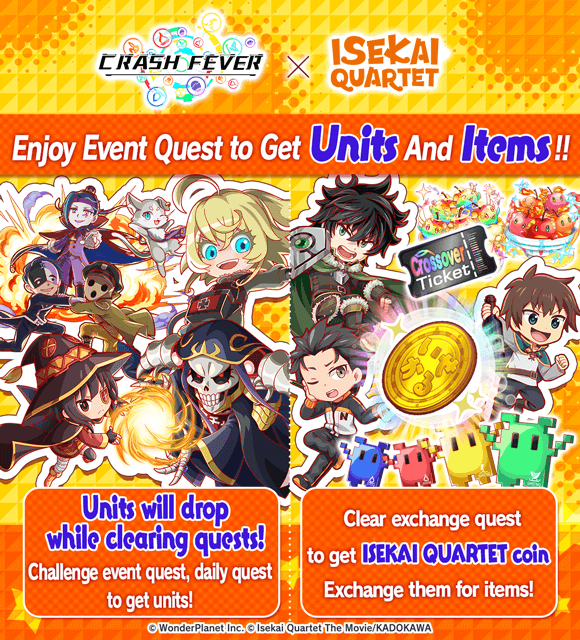 CRASH FEVER × ISEKAI QUARTET
Enjoy Event Quest to Get Units And Items!!
Crossover
Ticket!
N
Units will drop
while clearing quests!
Challenge event quest, daily quest
to get units!
Clear exchange quest
to get ISEKAI QUARTET coin
Exchange them for items!
© WonderPlanet Inc. © Isekai Quartet The Movie/KADOKAWA